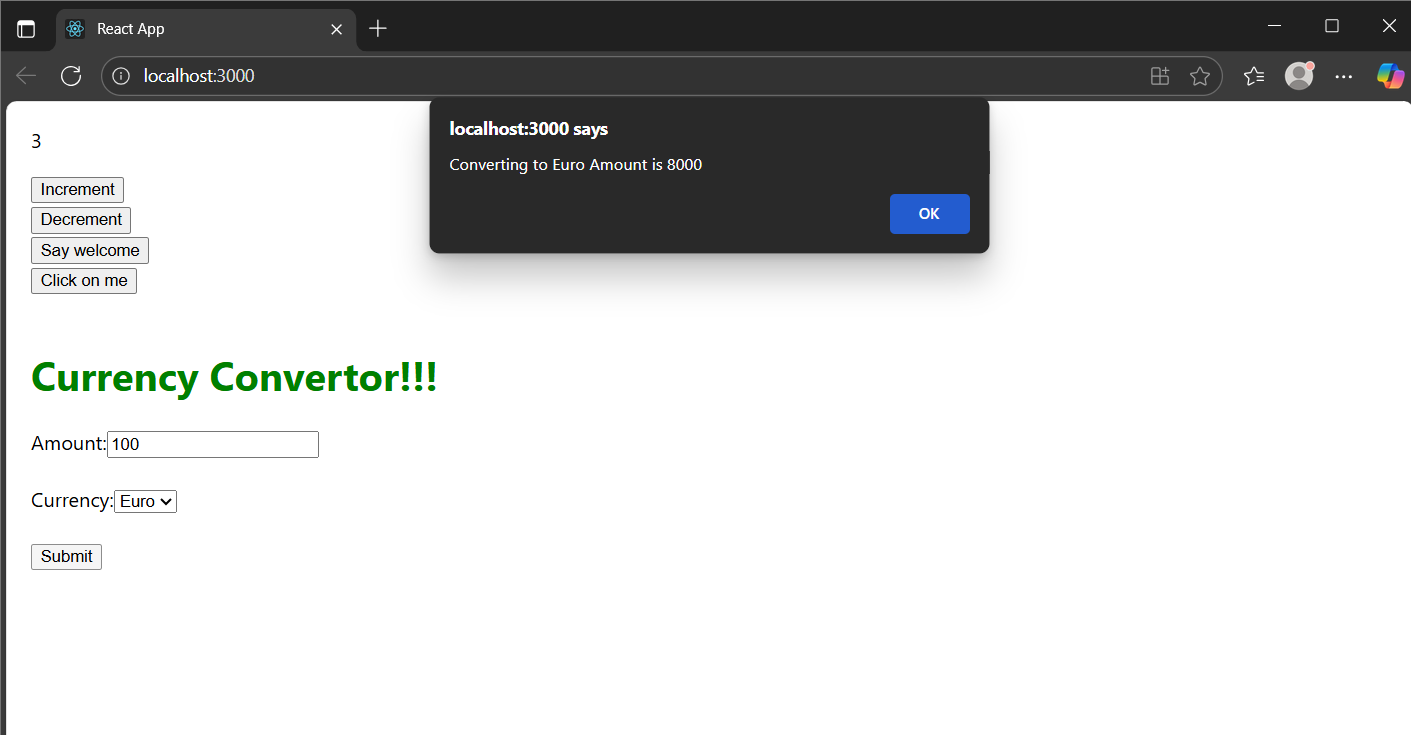 React App
localhost:3000
localhost:3000 says
Converting to Euro Amount is 8000
OK
3
Increment
Decrement
Say welcome
Click on me
Currency Convertor!!!
Amount:100
Currency:Euro
Submit